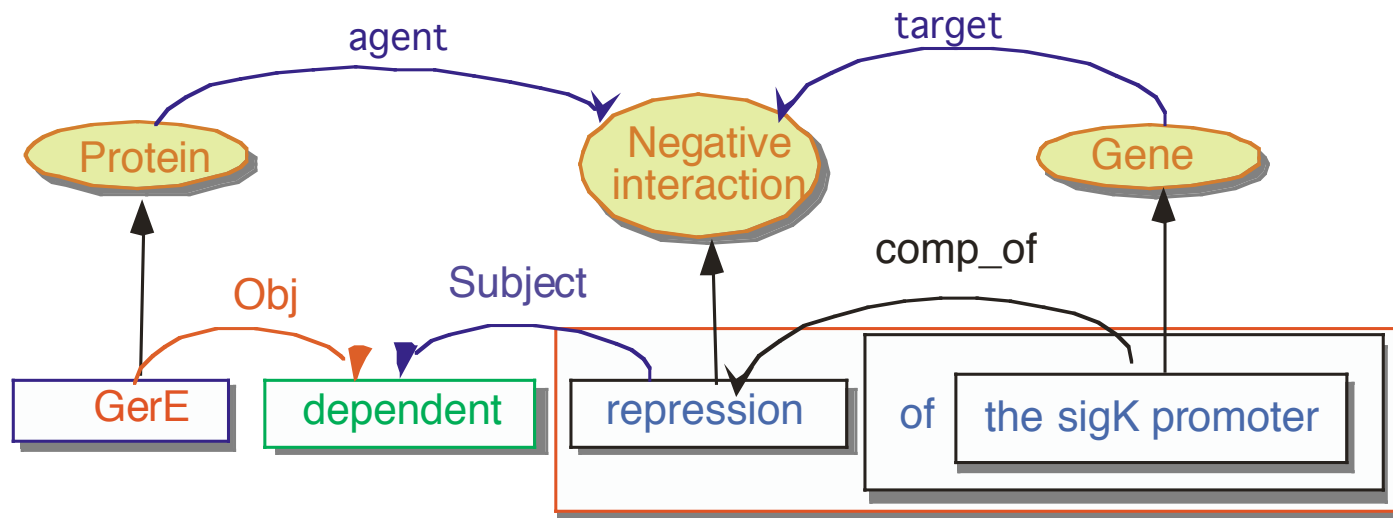 agent
target
Protein
Negative
interaction
Gene
Obj
Subject
comp_of
GerE
dependent
repression
of
the sigK promoter